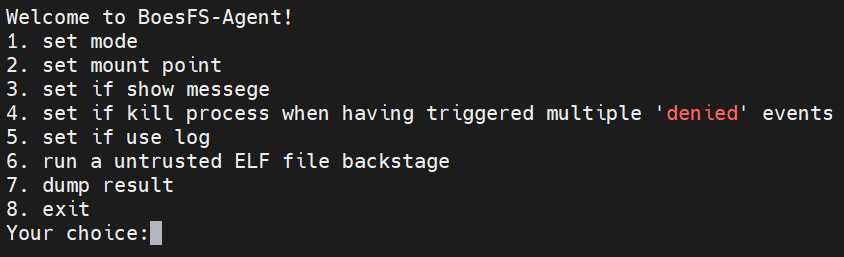 Welcome to BoesFS-Agent!
1. set mode
2. set mount point
3. set if show messege
4. set if kill process when having triggered multiple 'denied' events
5. set if use log
6. run a untrusted ELF file backstage
7. dump result
8. exit
Your choice: